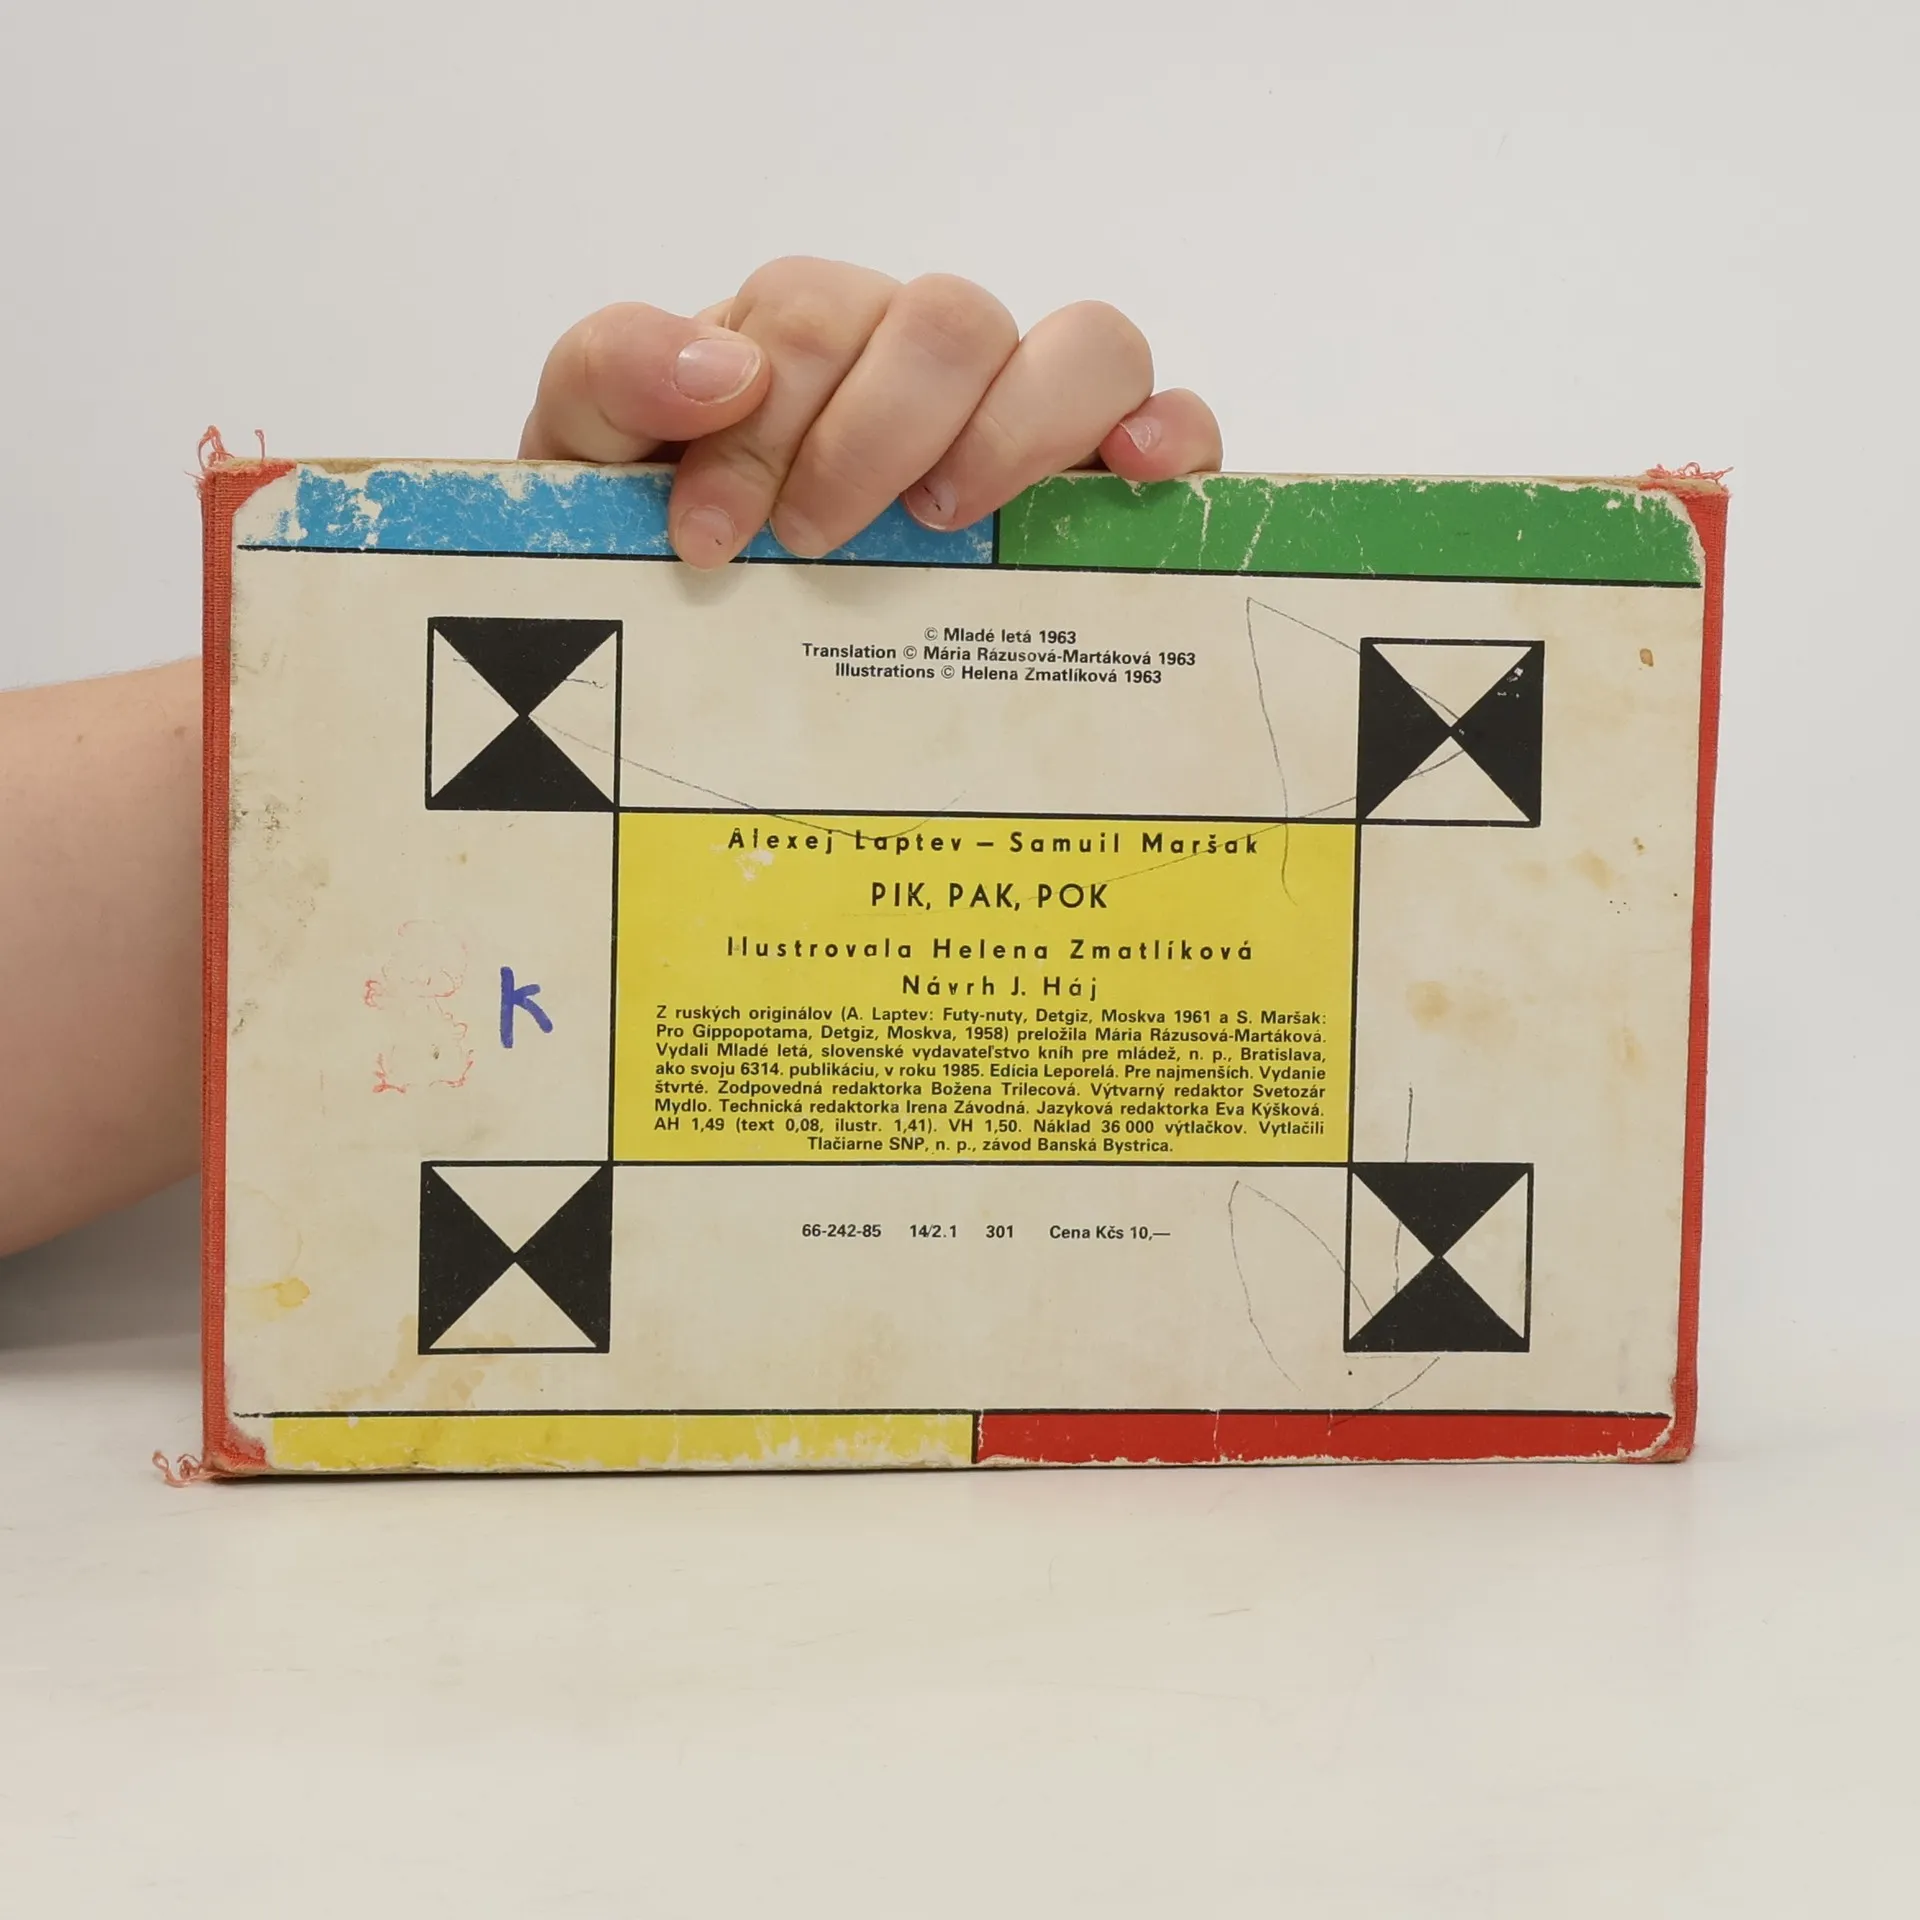 © Mladé letá 1963
Translation © Mária Rázusová-Martáková 1963
Illustrations © Helena Zmatlíková 1963
Alexej Laptev – Samuil Maršak
PIK, PAK, POK
Ilustrovala Helena Zmatlíková
Návrh J. Háj
Z ruských originálov (A. Laptev: Futy-nuty, Detgiz, Moskva 1961 a S. Maršak:
Pro Gippopotama, Detgiz, Moskva, 1958) preložila Mária Rázusová-Martáková.
Vydali Mladé letá, slovenské vydavateľstvo kníh pre mládež, n. p., Bratislava,
ako svoju 6314. publikáciu, v roku 1985. Edícia Leporelá. Pre najmenších. Vydanie
štvrté. Zodpovedná redaktorka Božena Trilecová. Výtvarný redaktor Svetozár
Mydlo. Technická redaktorka Irena Závodná. Jazyková redaktorka Eva Kýšková.
AH 1,49 (text 0,08, ilustr. 1,41). VH 1,50. Náklad 36 000 výtlačkov. Vytlačili
Tlačiarne SNP, n. p., závod Banská Bystrica.
K
66-242-85 14/2.1 301 Cena Kčs 10,—